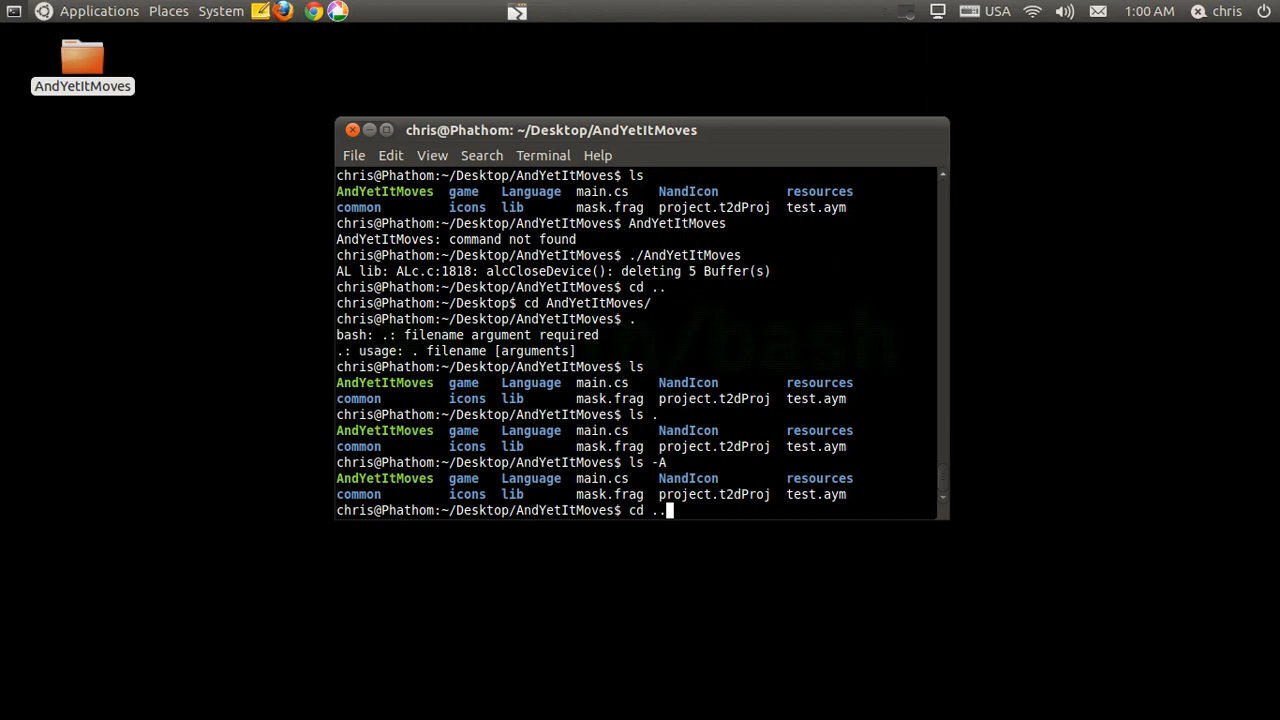 Applications Places System USA 1:00 AM chris
AndYetItMoves
chris@Phathom: ~/Desktop/AndYetItMoves
File Edit View Search Terminal Help
chris@Phathom:~/Desktop/AndYetItMoves$ ls
AndYetItMoves game Language main.cs NandIcon resources
common icons lib mask.frag project.t2dProj test.aym
chris@Phathom:~/Desktop/AndYetItMoves$ AndYetItMoves
AndYetItMoves: command not found
chris@Phathom:~/Desktop/AndYetItMoves$ ./AndYetItMoves
AL lib: ALc.c:1818: alcCloseDevice(): deleting 5 Buffer(s)
chris@Phathom:~/Desktop/AndYetItMoves$ cd ..
chris@Phathom:~/Desktop$ cd AndYetItMoves/
chris@Phathom:~/Desktop/AndYetItMoves$ .
bash: .: filename argument required
.: usage: . filename [arguments]
chris@Phathom:~/Desktop/AndYetItMoves$ ls
AndYetItMoves game Language main.cs NandIcon resources
common icons lib mask.frag project.t2dProj test.aym
chris@Phathom:~/Desktop/AndYetItMoves$ ls .
AndYetItMoves game Language main.cs NandIcon resources
common icons lib mask.frag project.t2dProj test.aym
chris@Phathom:~/Desktop/AndYetItMoves$ ls -A
AndYetItMoves game Language main.cs NandIcon resources
common icons lib mask.frag project.t2dProj test.aym
chris@Phathom:~/Desktop/AndYetItMoves$ cd ..